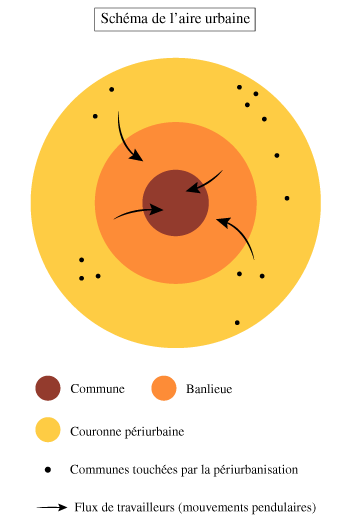 Schéma de l'aire urbaine
Commune
Banlieue
Couronne périurbaine
Communes touchées par la périurbanisation
Flux de travailleurs (mouvements pendulaires)